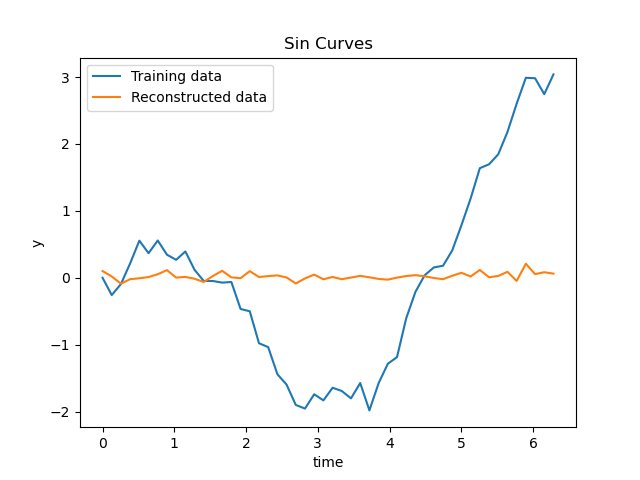 Sin Curves
Training data
Reconstructed data
3
2
1
0
−1
−2
y
0 1 2 3 4 5 6
time